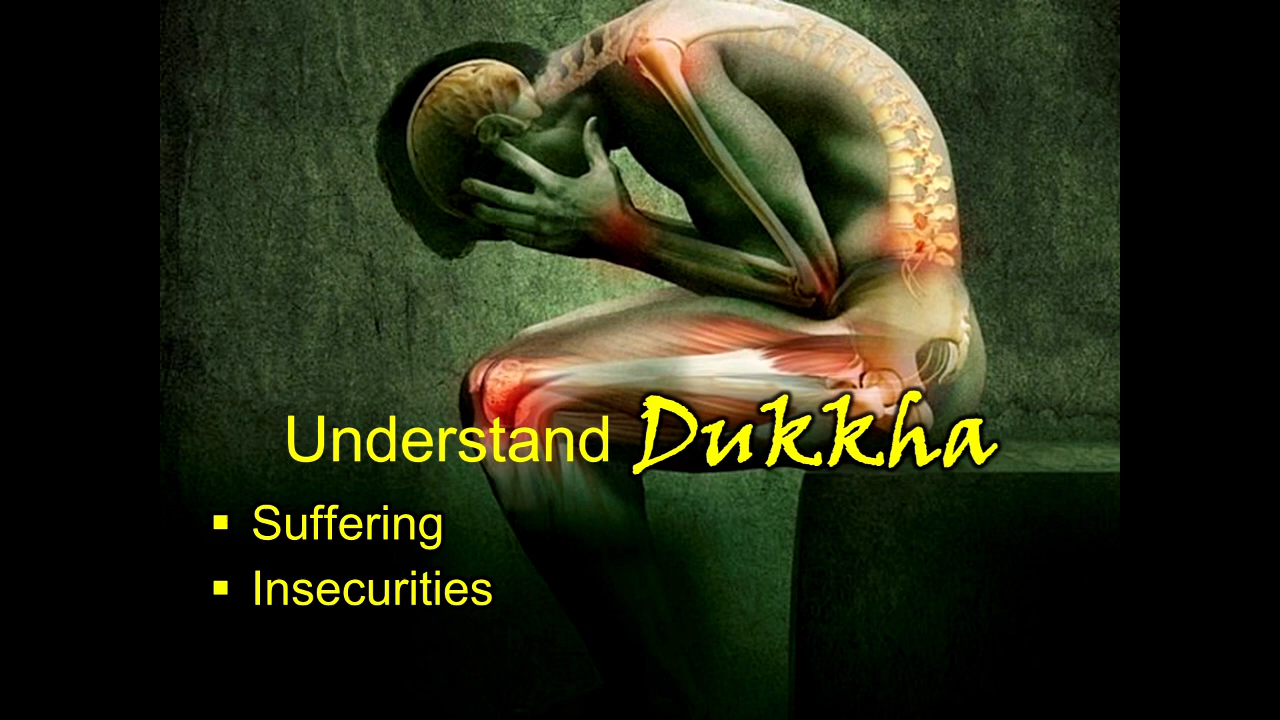 Understand Dukkha
▪ Suffering
▪ Insecurities